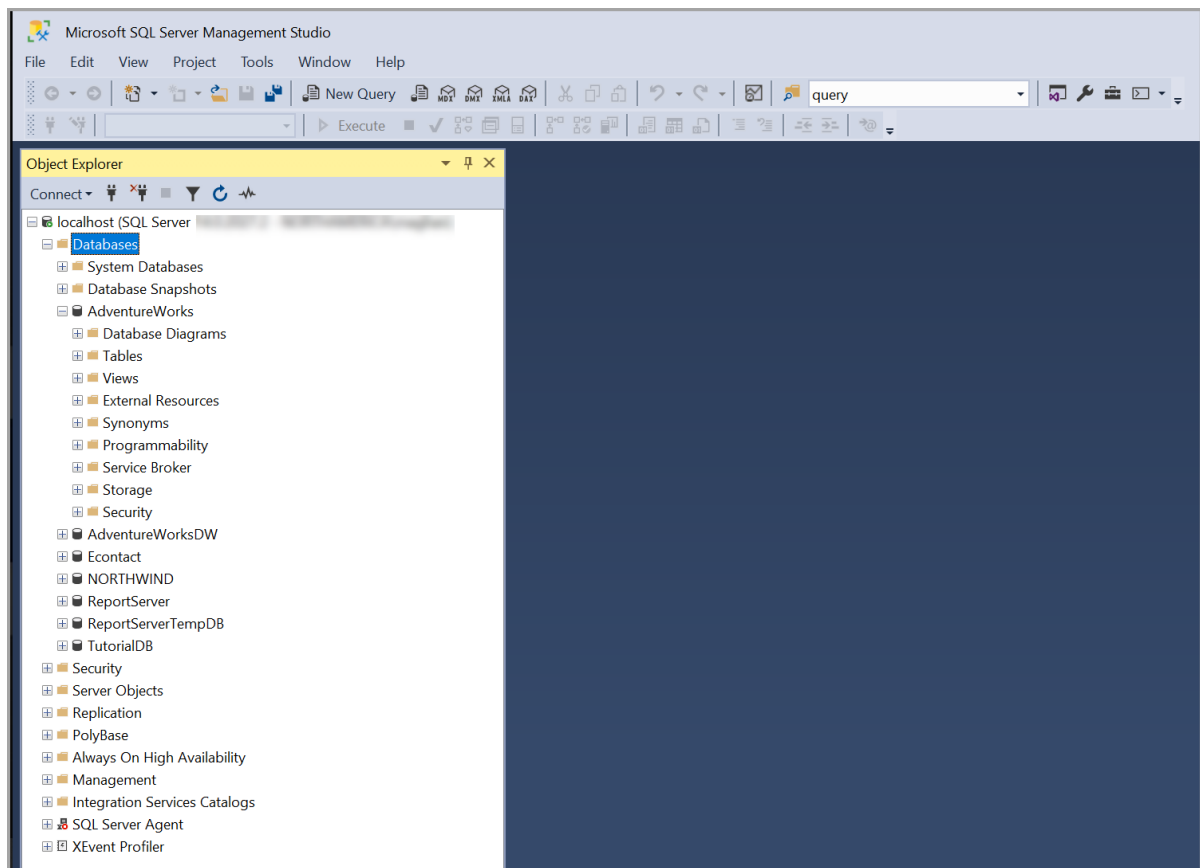 Microsoft SQL Server Management Studio
File Edit View Project Tools Window Help
New Query MDX DMX XMLA DAX query
Execute
Object Explorer
Connect
localhost (SQL Server
Databases
System Databases
Database Snapshots
AdventureWorks
Database Diagrams
Tables
Views
External Resources
Synonyms
Programmability
Service Broker
Storage
Security
AdventureWorksDW
Econtact
NORTHWIND
ReportServer
ReportServerTempDB
TutorialDB
Security
Server Objects
Replication
PolyBase
Always On High Availability
Management
Integration Services Catalogs
SQL Server Agent
XEvent Profiler